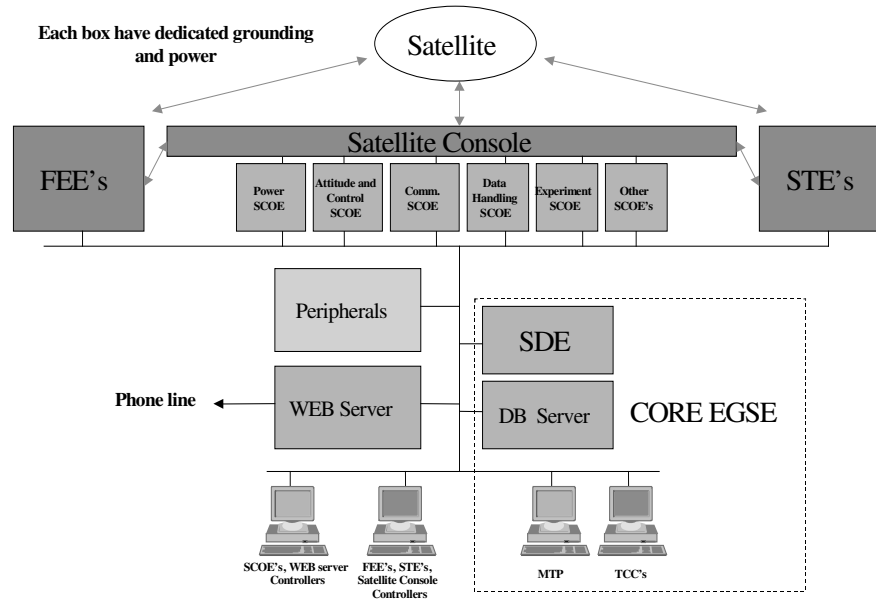 Each box have dedicated grounding
and power
Satellite
Satellite Console
FEE's
STE's
Power
SCOE
Attitude and
Control
SCOE
Comm.
SCOE
Data
Handling
SCOE
Experiment
SCOE
Other
SCOE's
Peripherals
SDE
Phone line
WEB Server
DB Server
CORE EGSE
SCOE's, WEB server
Controllers
FEE's, STE's,
Satellite Console
Controllers
MTP
TCC's